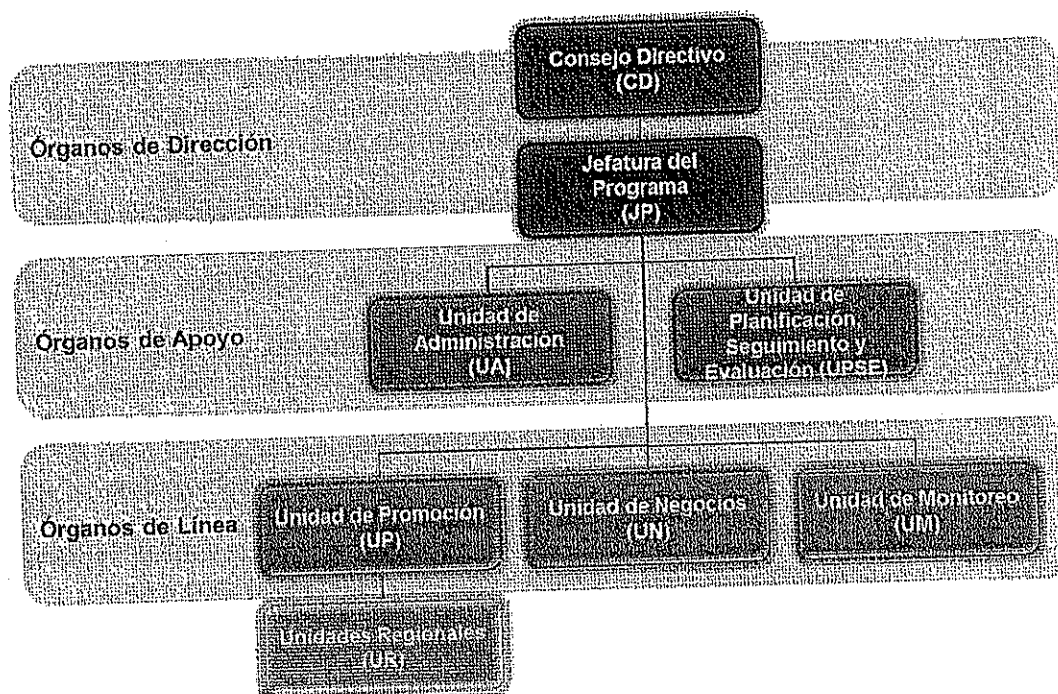 Consejo Directivo
(CD)
Órganos de Dirección
Jefatura del
Programa
(JP)
Órganos de Apoyo
Unidad de
Administración
(UA)
Unidad de
Planificación,
Seguimiento y
Evaluación (UPSE)
Órganos de Línea
Unidad de Promoción
(UP)
Unidad de Negocios
(UN)
Unidad de Monitoreo
(UM)
Unidades Regionales
(UR)